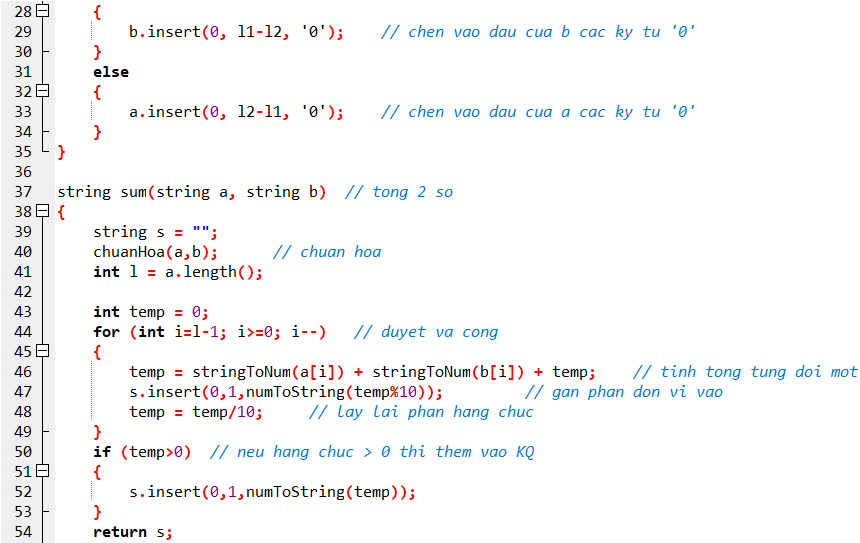 28 {
29 b.insert(0, l1-l2, '0'); // chen vao dau cua b cac ky tu '0'
30 }
31 else
32 {
33 a.insert(0, l2-l1, '0'); // chen vao dau cua a cac ky tu '0'
34 }
35 }
36
37 string sum(string a, string b) // tong 2 so
38 {
39 string s = "";
40 chuanHoa(a,b); // chuan hoa
41 int l = a.length();
42
43 int temp = 0;
44 for (int i=l-1; i>=0; i--) // duyet va cong
45 {
46 temp = stringToNum(a[i]) + stringToNum(b[i]) + temp; // tinh tong tung doi mot
47 s.insert(0,1,numToString(temp%10)); // gan phan don vi vao
48 temp = temp/10; // lay lai phan hang chuc
49 }
50 if (temp>0) // neu hang chuc > 0 thi them vao KQ
51 {
52 s.insert(0,1,numToString(temp));
53 }
54 return s;